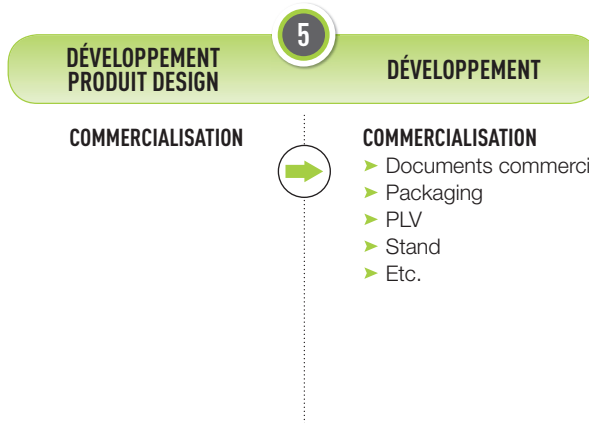 5
DÉVELOPPEMENT
PRODUIT DESIGN
DÉVELOPPEMENT
COMMERCIALISATION
COMMERCIALISATION
➤ Documents commerci
➤ Packaging
➤ PLV
➤ Stand
➤ Etc.